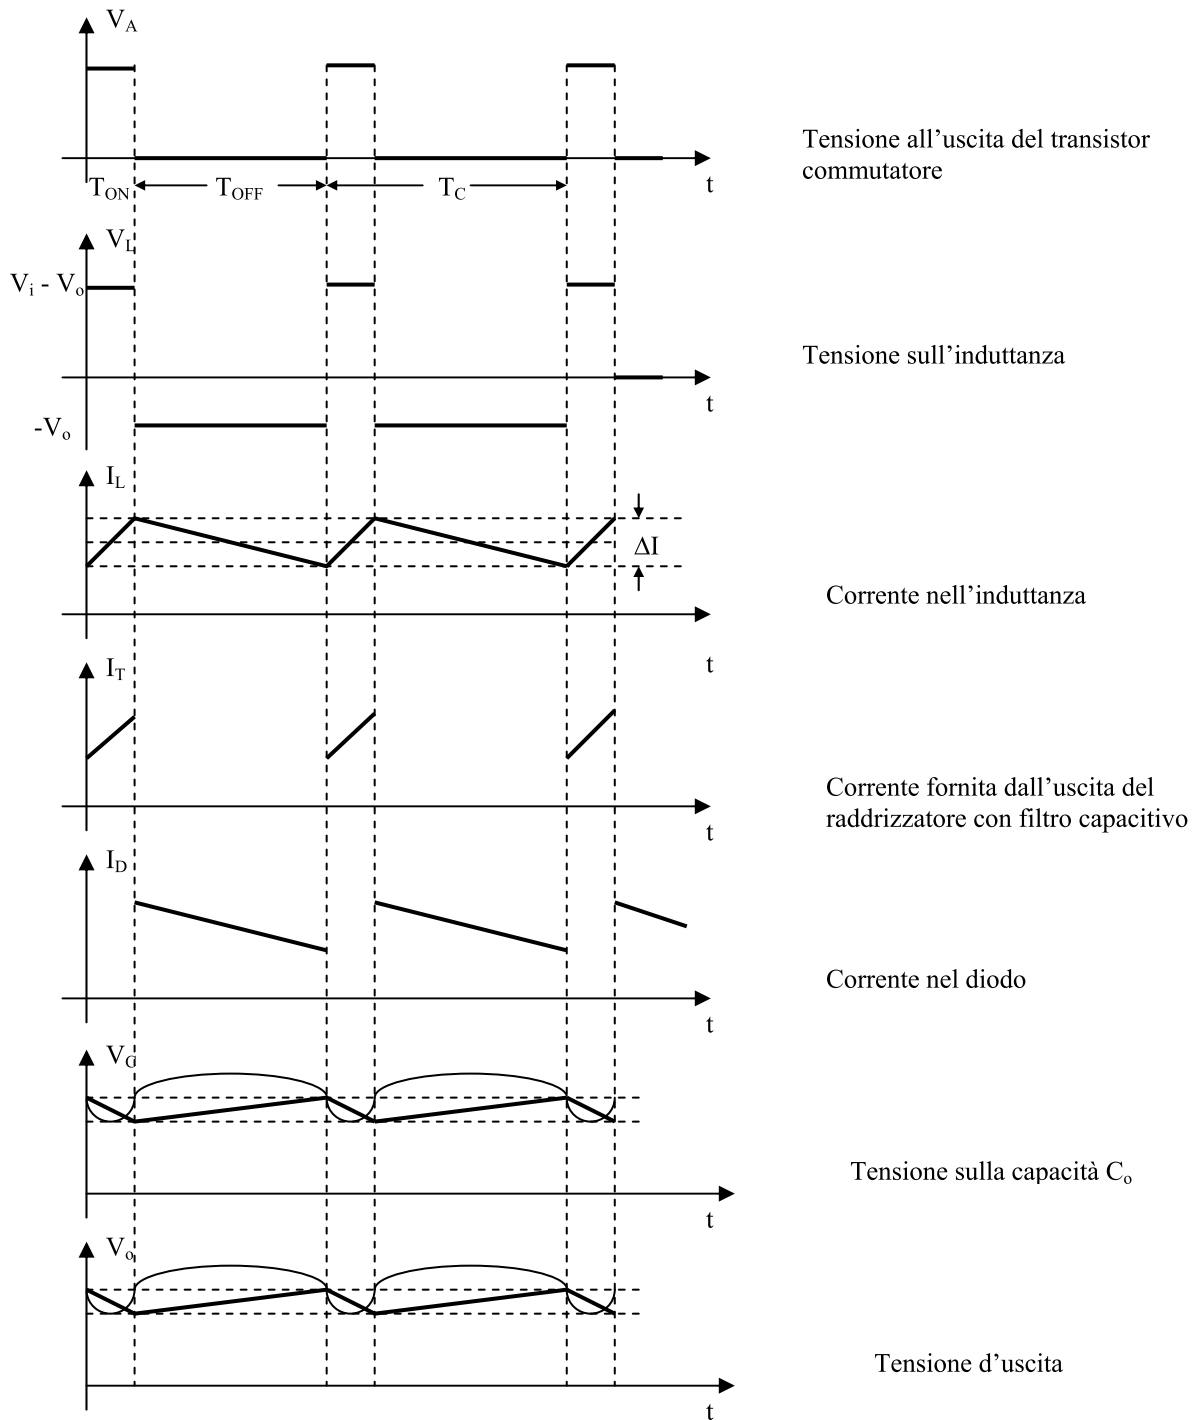 V_A
Tensione all’uscita del transistor
commutatore
T_ON T_OFF T_C t
V_L
V_i - V_o
Tensione sull’induttanza
t
-V_o
I_L
ΔI
Corrente nell’induttanza
t
I_T
Corrente fornita dall’uscita del
raddrizzatore con filtro capacitivo
I_D
Corrente nel diodo
t
V_C
Tensione sulla capacità C_o
t
V_o
Tensione d’uscita
t